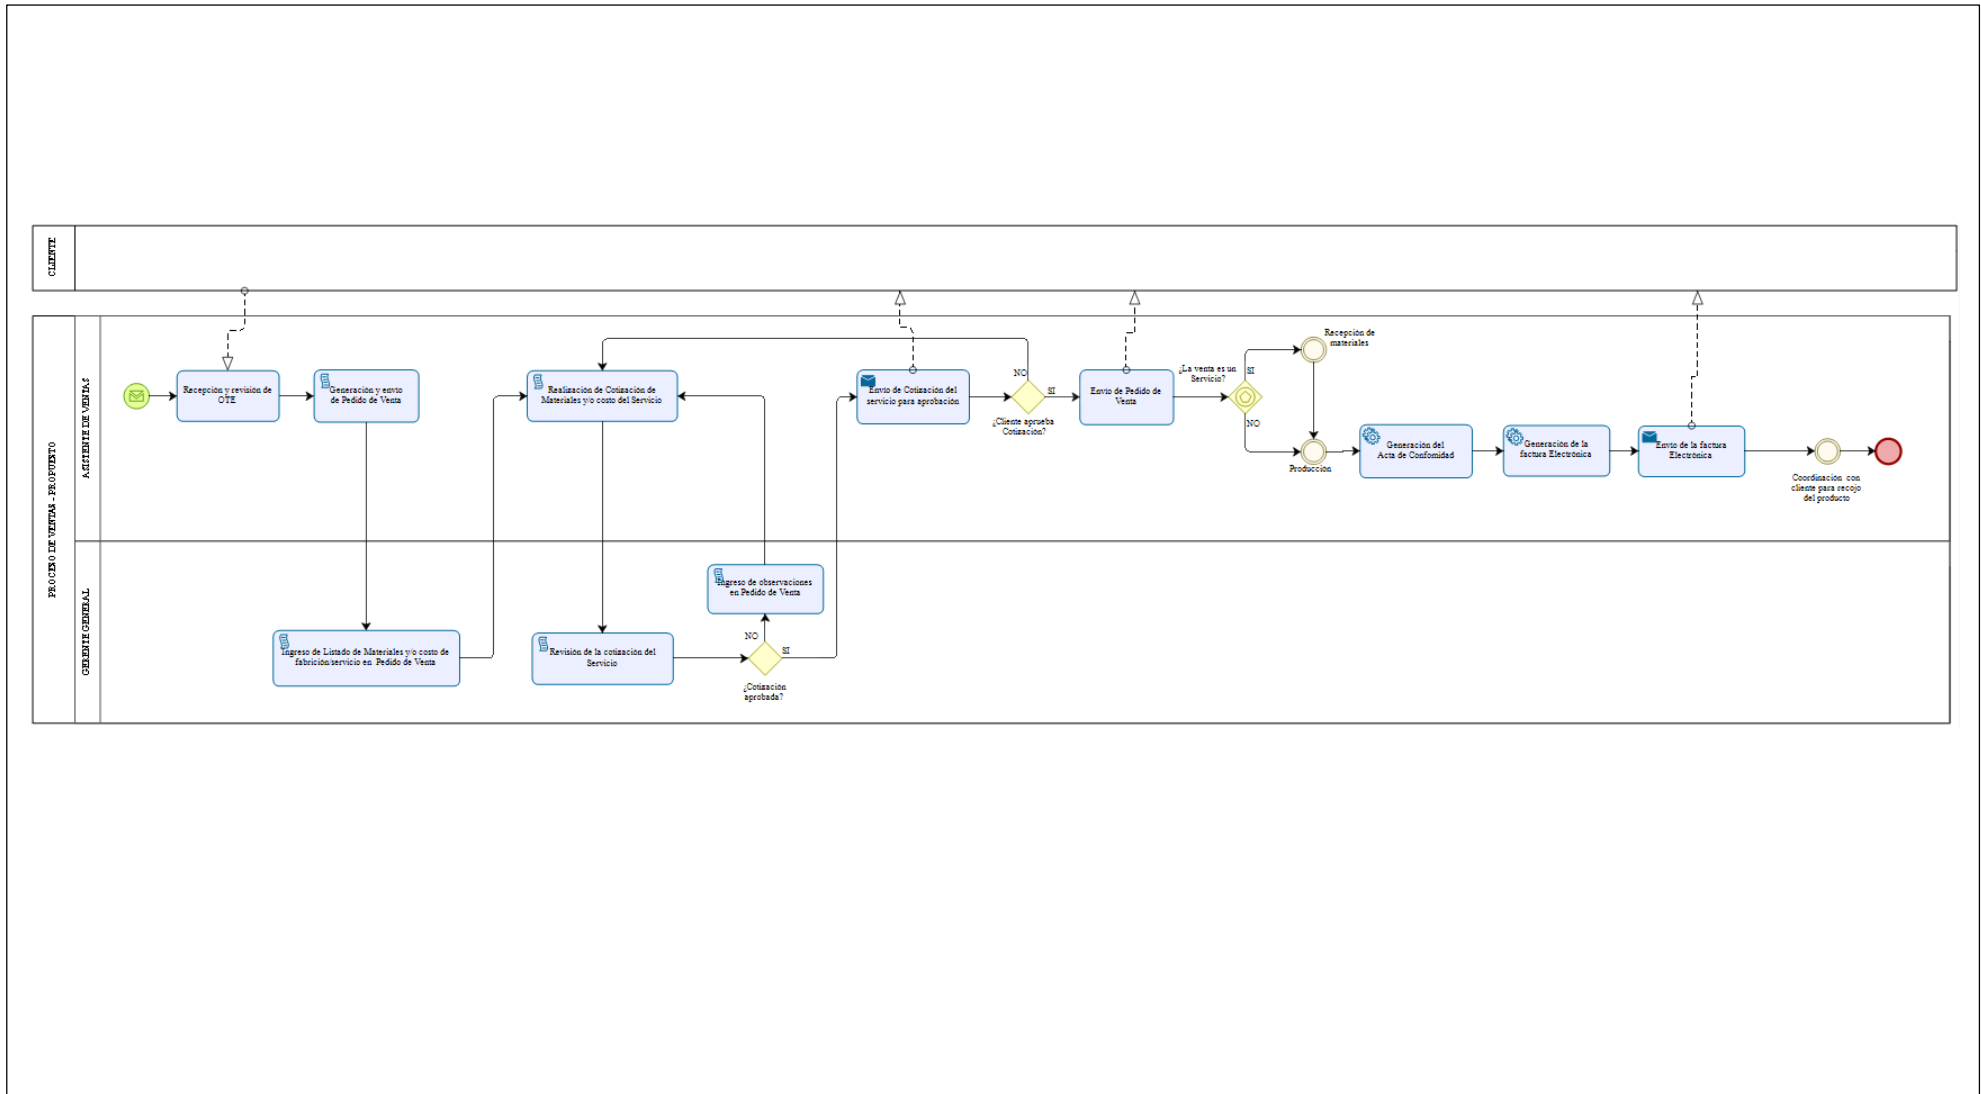 CLIENTE
PROCESO DE VENTAS - PROPUESTO
ASISTENTE DE VENTAS
Recepción y revisión de
OTE
Generación y envío
de Pedido de Venta
Realización de Cotización de
Materiales y/o costo del Servicio
Envío de Cotización del
servicio para aprobación
NO
SI
¿Cliente aprueba
Cotización?
Envío de Pedido de
Venta
¿La venta es un
Servicio?
SI
NO
Recepción de
materiales
Producción
Generación del
Acta de Confomidad
Generación de la
factura Electrónica
Envío de la factura
Electrónica
Coordinación con
cliente para recojo
del producto
GERENTE GENERAL
Ingreso de Listado de Materiales y/o costo de
fabrición/servicio en Pedido de Venta
Revisión de la cotización del
Servicio
Ingreso de observaciones
en Pedido de Venta
NO
SI
¿Cotización
aprobada?